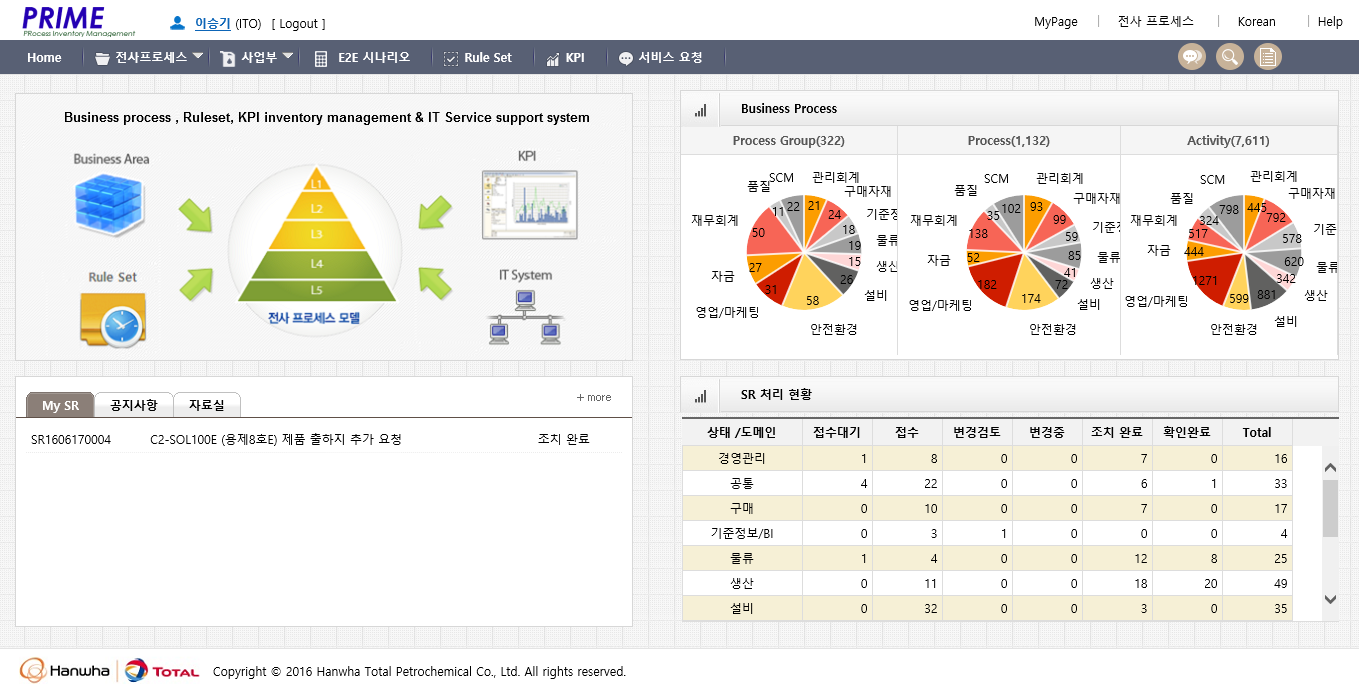 PRIME
PRocess Inventory Management
이승기 (ITO) [ Logout ]
MyPage 전사 프로세스 Korean Help
Home 전사프로세스 사업부 E2E 시나리오 Rule Set KPI 서비스 요청
Business process , Ruleset, KPI inventory management & IT Service support system
Business Area
KPI
L1
L2
L3
L4
L5
Rule Set
IT System
전사 프로세스 모델
Business Process
Process Group(322) Process(1,132) Activity(7,611)
SCM 관리회계
품질 구매자재
재무회계 기준정
물류
자금 생산
설비
영업/마케팅
안전환경
21
24
18
19
15
26
58
31
27
50
11
22
SCM 관리회계
품질 구매자재
재무회계 기준정
물류
자금 생산
설비
영업/마케팅
안전환경
93
99
59
85
41
72
174
182
52
138
35
102
SCM 관리회계
품질 구매자재
재무회계 기준
물류
자금 생산
설비
영업/마케팅
안전환경
445
792
578
620
342
881
599
1271
444
517
324
798
My SR 공지사항 자료실 + more
SR1606170004 C2-SOL100E (용제8호E) 제품 출하지 추가 요청 조치 완료
SR 처리 현황
상태 /도메인 접수대기 접수 변경검토 변경중 조치 완료 확인완료 Total
경영관리 1 8 0 0 7 0 16
공통 4 22 0 0 6 1 33
구매 0 10 0 0 7 0 17
기준정보/BI 0 3 1 0 0 0 4
물류 1 4 0 0 12 8 25
생산 0 11 0 0 18 20 49
설비 0 32 0 0 3 0 35
Hanwha TOTAL Copyright © 2016 Hanwha Total Petrochemical Co., Ltd. All rights reserved.